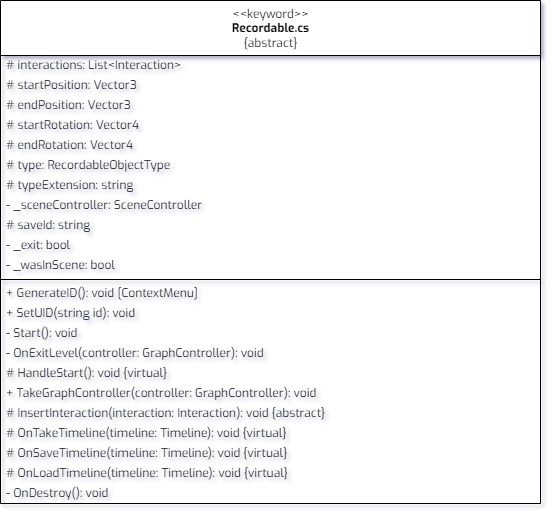 <<keyword>>
Recordable.cs
{abstract}
# interactions: List<Interaction>
# startPosition: Vector3
# endPosition: Vector3
# startRotation: Vector4
# endRotation: Vector4
# type: RecordableObjectType
# typeExtension: string
- _sceneController: SceneController
# saveId: string
- _exit: bool
- _wasInScene: bool
+ GenerateID(): void [ContextMenu]
+ SetUID(string id): void
- Start(): void
- OnExitLevel(controller: GraphController): void
# HandleStart(): void {virtual}
+ TakeGraphController(controller: GraphController): void
# InsertInteraction(interaction: Interaction): void {abstract}
# OnTakeTimeline(timeline: Timeline): void {virtual}
# OnSaveTimeline(timeline: Timeline): void {virtual}
# OnLoadTimeline(timeline: Timeline): void {virtual}
- OnDestroy(): void